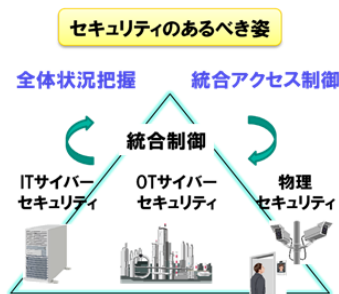 セキュリティのあるべき姿
全体状況把握
統合アクセス制御
統合制御
ITサイバー
セキュリティ
OTサイバー
セキュリティ
物理
セキュリティ